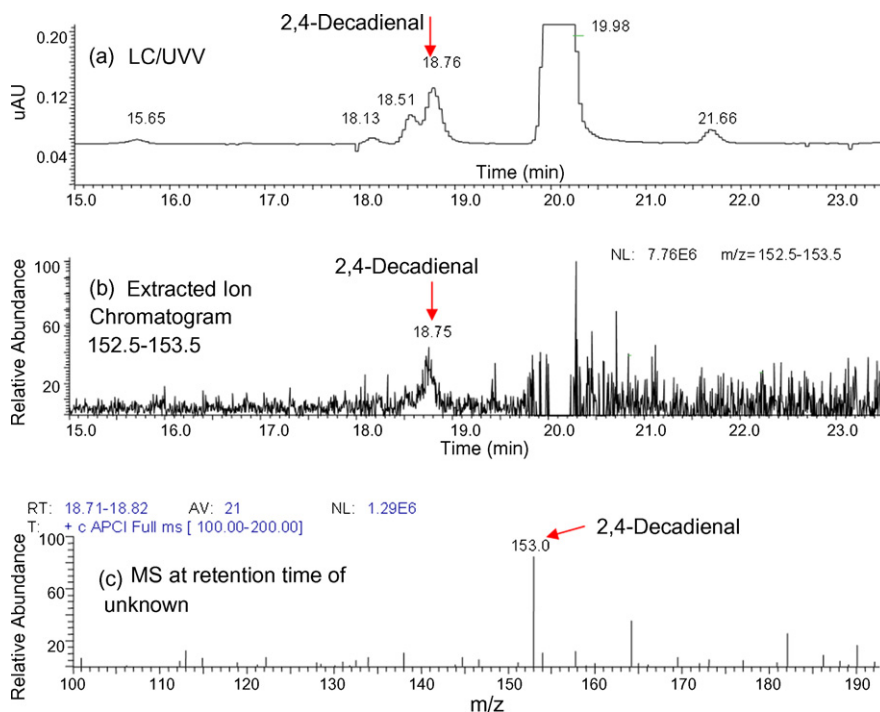 2,4-Decadienal
0.20
(a) LC/UVV
19.98
18.76
uAU
0.12
18.51
15.65
18.13
21.66
0.04
Time (min)
15.0 16.0 17.0 18.0 19.0 20.0 21.0 22.0 23.0
NL: 7.76E6 m/z= 152.5-153.5
100
2,4-Decadienal
(b) Extracted Ion
Chromatogram
152.5-153.5
Relative Abundance
60
18.75
20
15.0 16.0 17.0 18.0 19.0 20.0 21.0 22.0 23.0
Time (min)
RT: 18.71-18.82 AV: 21 NL: 1.29E6
T: + c APCI Full ms [ 100.00-200.00]
2,4-Decadienal
100
153.0
(c) MS at retention time of
unknown
Relative Abundance
60
20
100 110 120 130 140 150 160 170 180 190
m/z